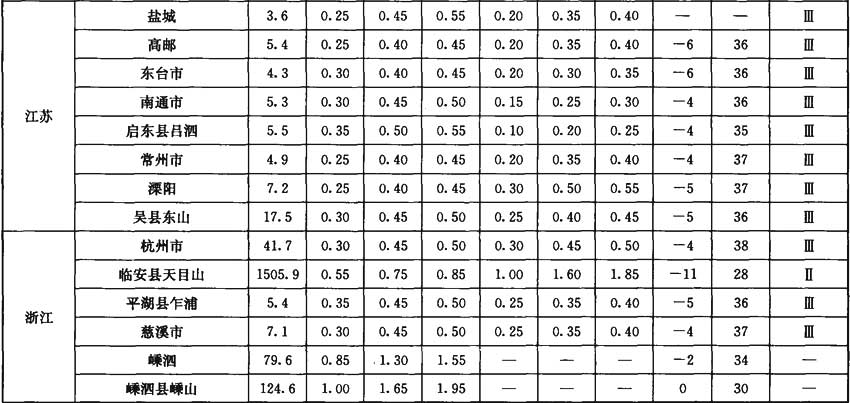 盐城 3.6 0.25 0.45 0.55 0.20 0.35 0.40 — — Ⅲ
高邮 5.4 0.25 0.40 0.45 0.20 0.35 0.40 -6 36 Ⅲ
东台市 4.3 0.30 0.40 0.45 0.20 0.30 0.35 -6 36 Ⅲ
江苏 南通市 5.3 0.30 0.45 0.50 0.15 0.25 0.30 -4 36 Ⅲ
启东县吕泗 5.5 0.35 0.50 0.55 0.10 0.20 0.25 -4 35 Ⅲ
常州市 4.9 0.25 0.40 0.45 0.20 0.35 0.40 -4 37 Ⅲ
溧阳 7.2 0.25 0.40 0.45 0.30 0.50 0.55 -5 37 Ⅲ
吴县东山 17.5 0.30 0.45 0.50 0.25 0.40 0.45 -5 36 Ⅲ
杭州市 41.7 0.30 0.45 0.50 0.30 0.45 0.50 -4 38 Ⅲ
临安县天目山 1505.9 0.55 0.75 0.85 1.00 1.60 1.85 -11 28 Ⅱ
平湖县乍浦 5.4 0.35 0.45 0.50 0.25 0.35 0.40 -5 36 Ⅲ
浙江 慈溪市 7.1 0.30 0.45 0.50 0.25 0.35 0.40 -4 37 Ⅲ
嵊泗 79.6 0.85 1.30 1.55 — — — -2 34 —
嵊泗县嵊山 124.6 1.00 1.65 1.95 — — — 0 30 —